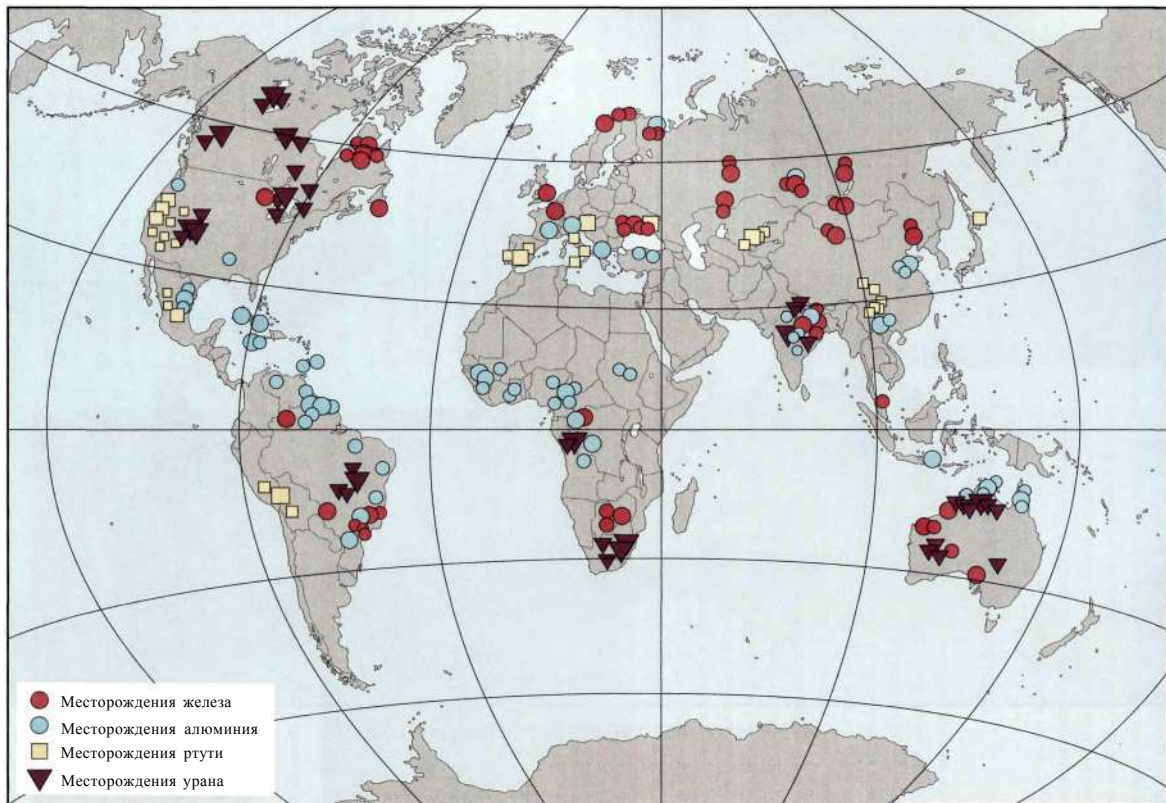 Месторождения железа
Месторождения алюминия
Месторождения ртути
Месторождения урана